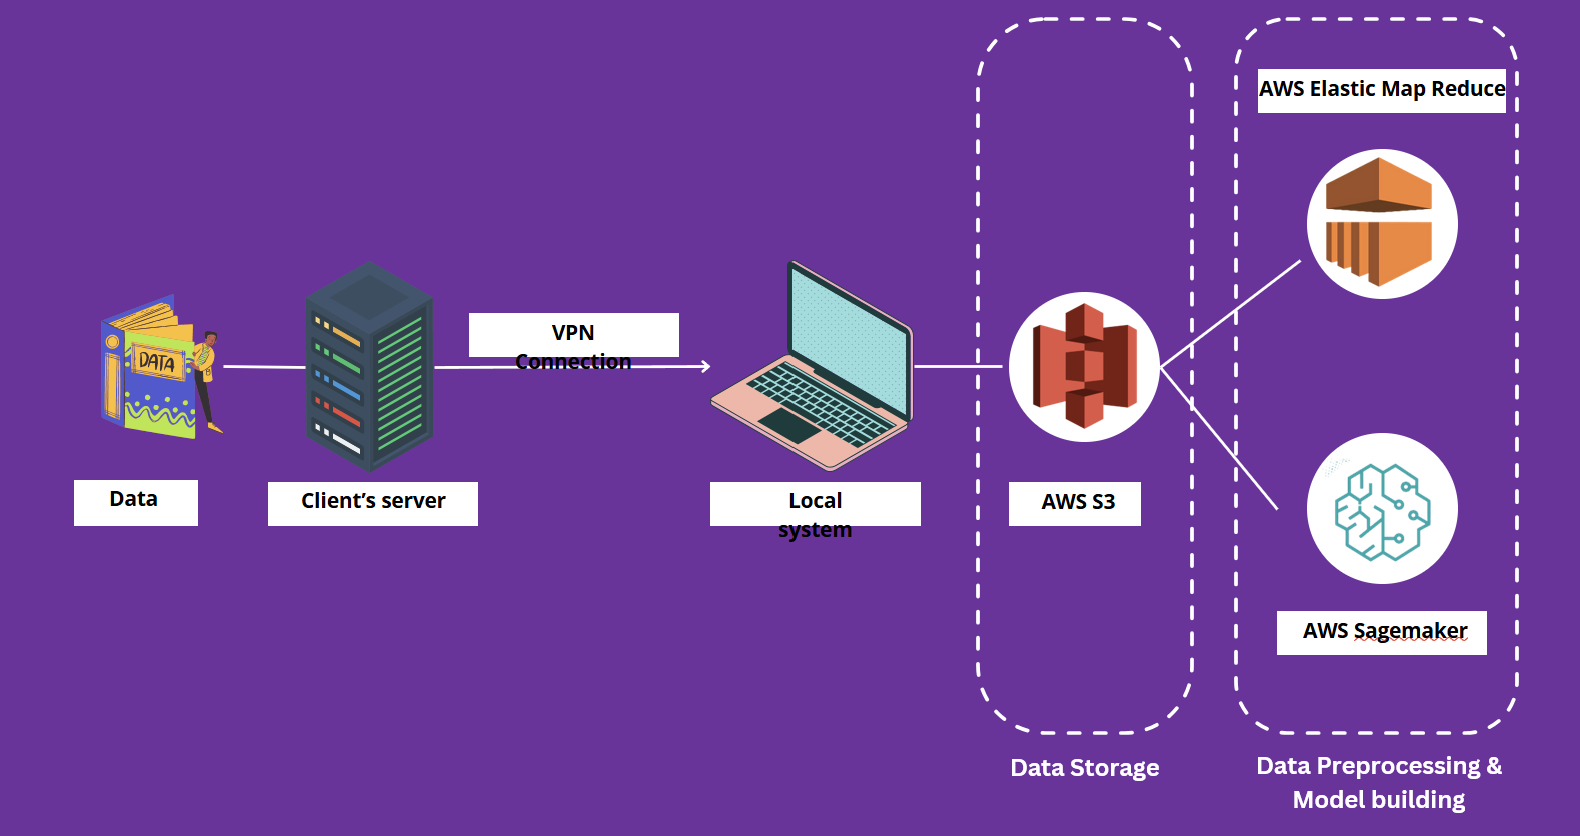 AWS Elastic Map Reduce
VPN
Connection
DATA
Data
Client’s server
Local
system
AWS S3
AWS Sagemaker
Data Storage
Data Preprocessing &
Model building